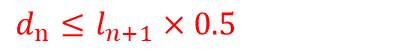 dₙ ≤ lₙ₊₁ × 0.5